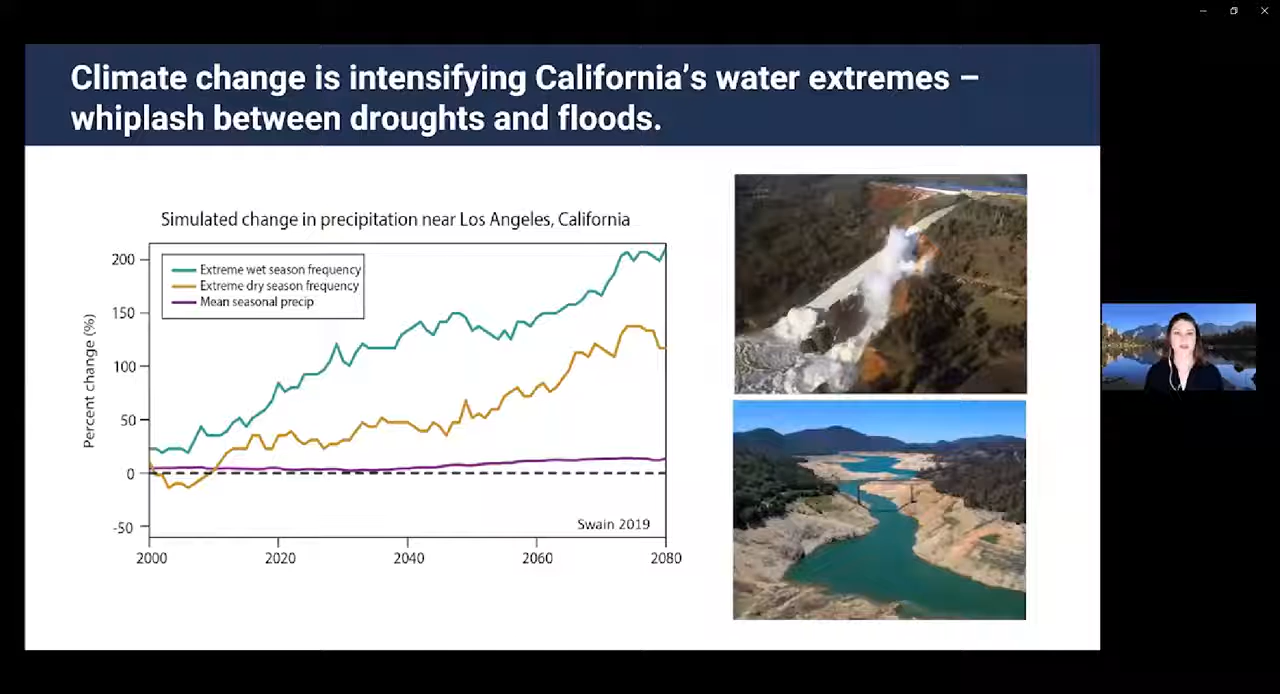 Climate change is intensifying California's water extremes –
whiplash between droughts and floods.
Simulated change in precipitation near Los Angeles, California
Percent change (%)
200
150
100
50
0
-50
Extreme wet season frequency
Extreme dry season frequency
Mean seasonal precip
Swain 2019
2000 2020 2040 2060 2080